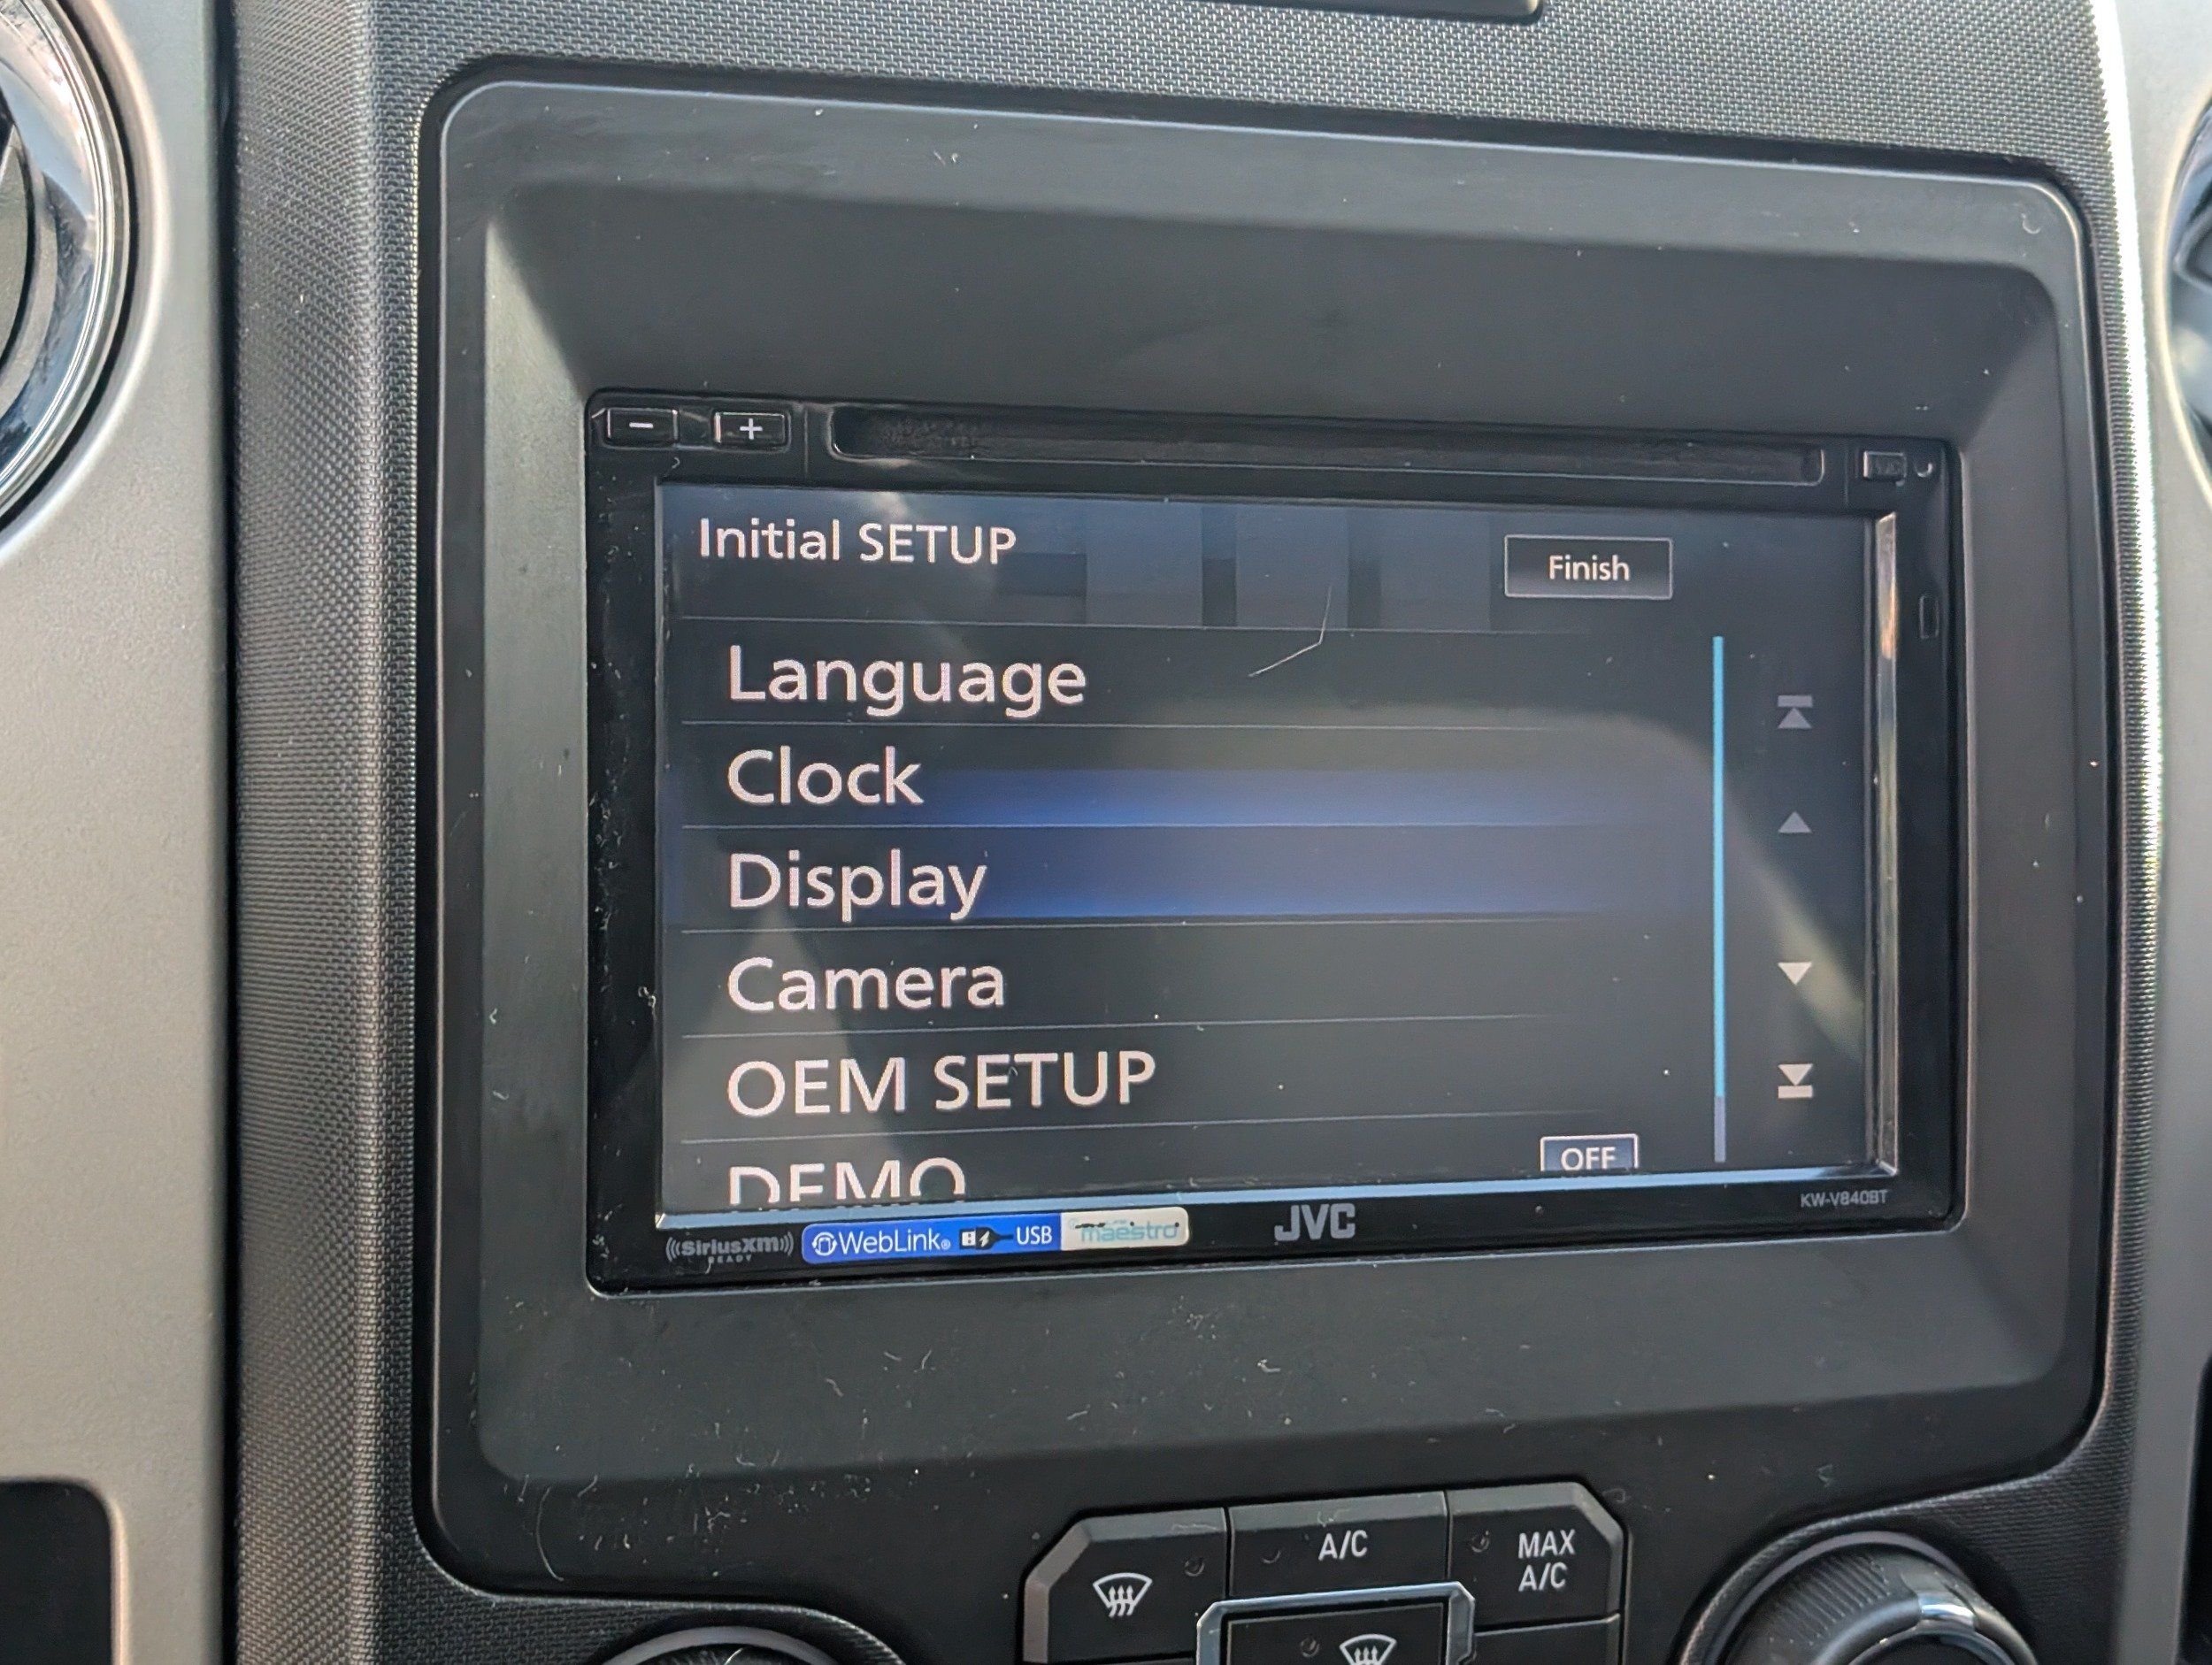 - +
Initial SETUP
Finish
Language
Clock
Display
Camera
OEM SETUP
DEMO OFF
SiriusXM WebLink® USB maestro JVC KW-V840BT
READY
A/C MAX
A/C